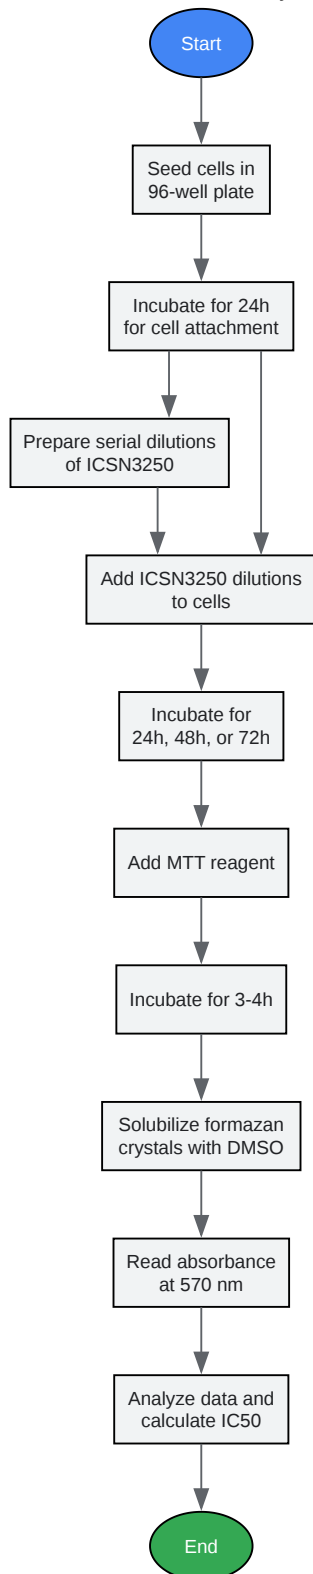 Start
Seed cells in
96-well plate
Incubate for 24h
for cell attachment
Prepare serial dilutions
of ICSN3250
Add ICSN3250 dilutions
to cells
Incubate for
24h, 48h, or 72h
Add MTT reagent
Incubate for 3-4h
Solubilize formazan
crystals with DMSO
Read absorbance
at 570 nm
Analyze data and
calculate IC50
End